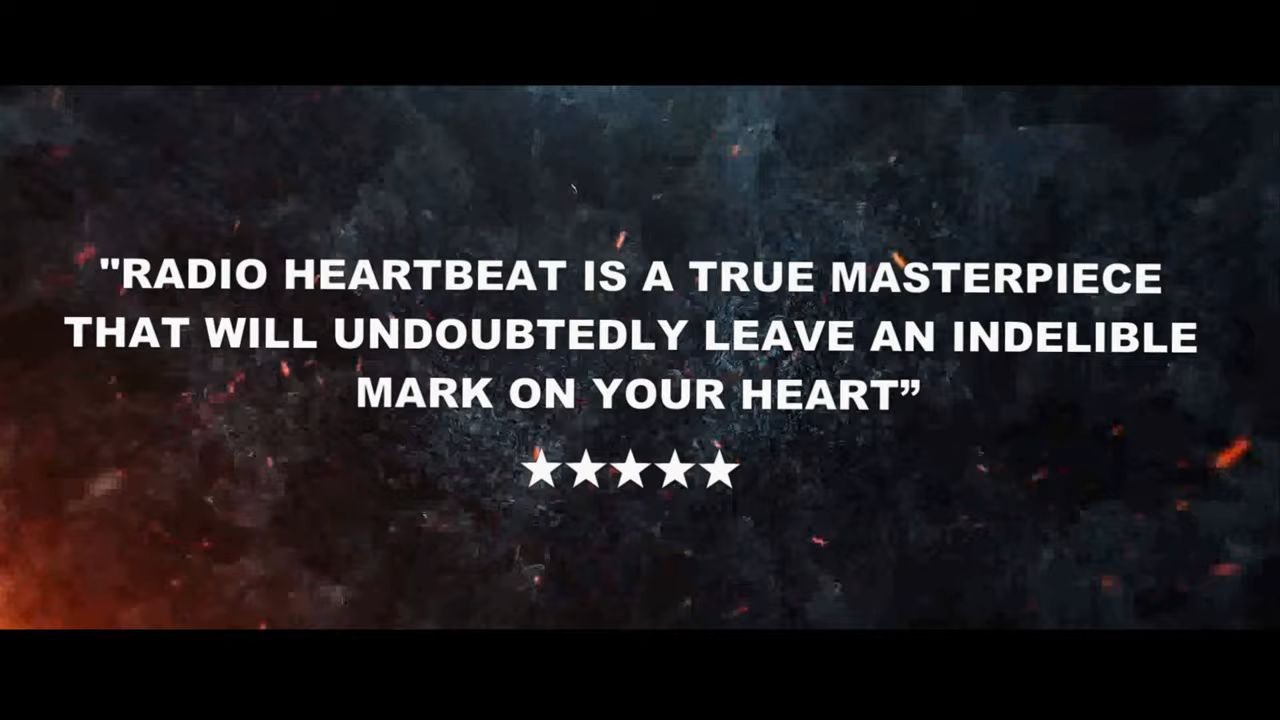 "RADIO HEARTBEAT IS A TRUE MASTERPIECE
THAT WILL UNDOUBTEDLY LEAVE AN INDELIBLE
MARK ON YOUR HEART”
★★★★★